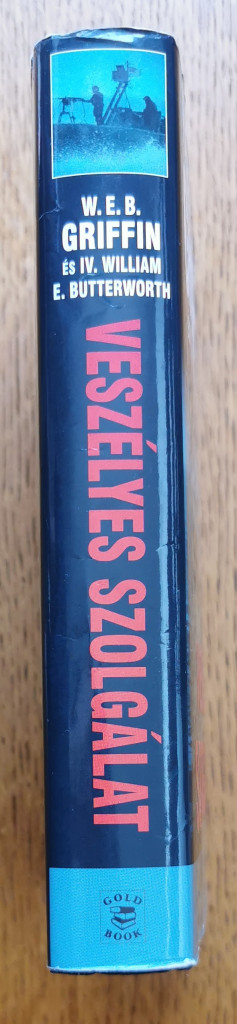 W. E. B.
GRIFFIN
ÉS IV. WILLIAM
E. BUTTERWORTH
VESZÉLYES SZOLGÁLAT
GOLD
BOOK